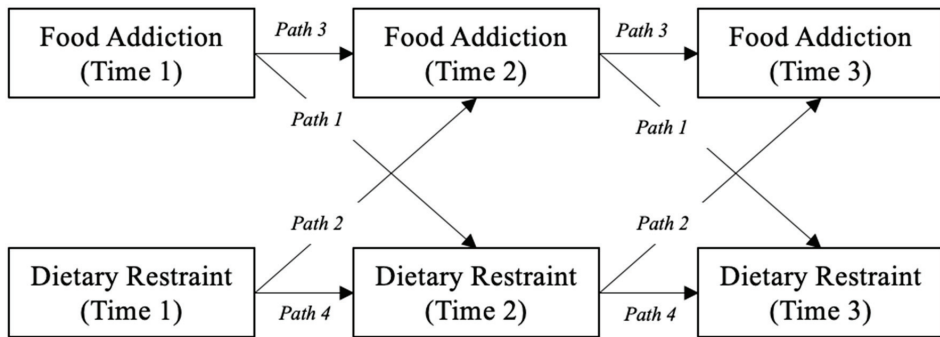 Food Addiction
(Time 1)
Path 3
Food Addiction
(Time 2)
Path 3
Food Addiction
(Time 3)
Path 1
Path 1
Path 2
Path 2
Dietary Restraint
(Time 1)
Path 4
Dietary Restraint
(Time 2)
Path 4
Dietary Restraint
(Time 3)